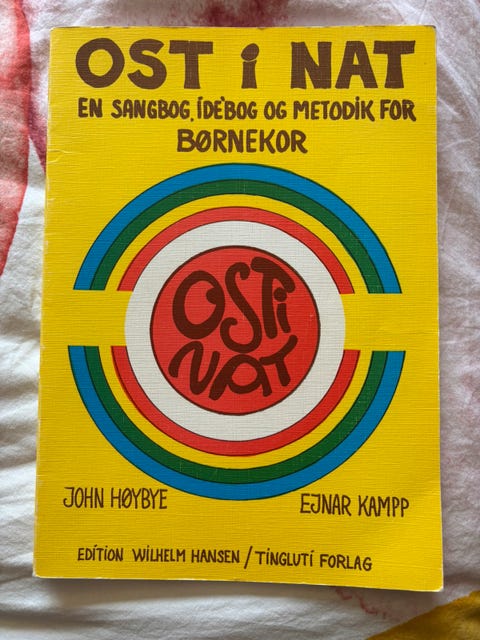 OST i NAT
EN SANGBOG, IDÈBOG OG METODIK FOR
BØRNEKOR
OSTi
NAT
JOHN HØYBYE
EJNAR KAMPP
EDITION WILHELM HANSEN / TINGLUTI FORLAG